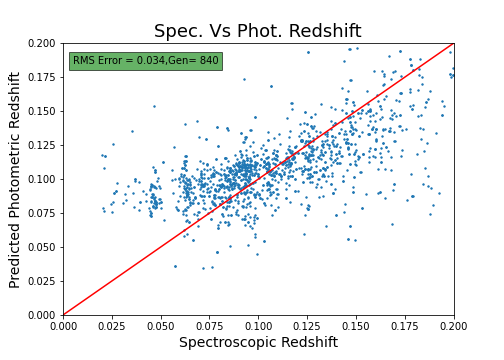 Spec. Vs Phot. Redshift
RMS Error = 0.034,Gen= 840
Predicted Photometric Redshift
0.200
0.175
0.150
0.125
0.100
0.075
0.050
0.025
0.000
0.000 0.025 0.050 0.075 0.100 0.125 0.150 0.175 0.200
Spectroscopic Redshift